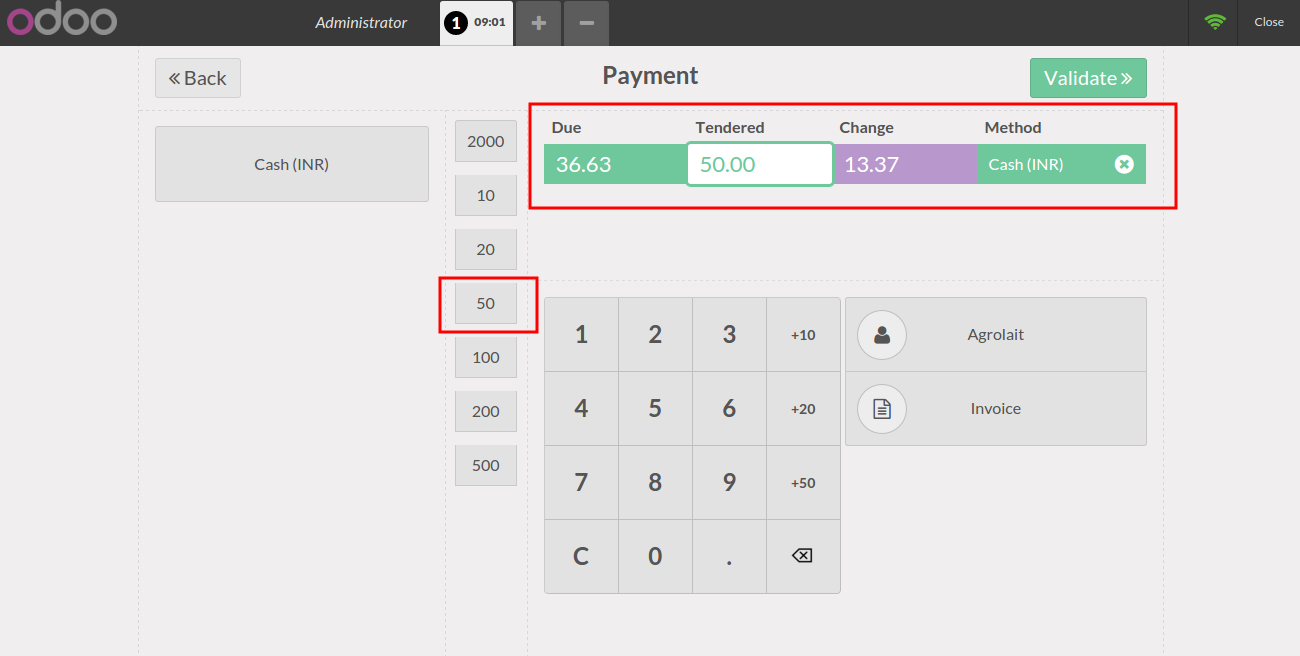 odoo
Administrator
1 09:01
Close
Back
Payment
Validate
Cash (INR)
2000
10
20
50
100
200
500
Due Tendered Change Method
36.63 50.00 13.37 Cash (INR)
1 2 3 +10
4 5 6 +20
7 8 9 +50
C 0 .
Agrolait
Invoice